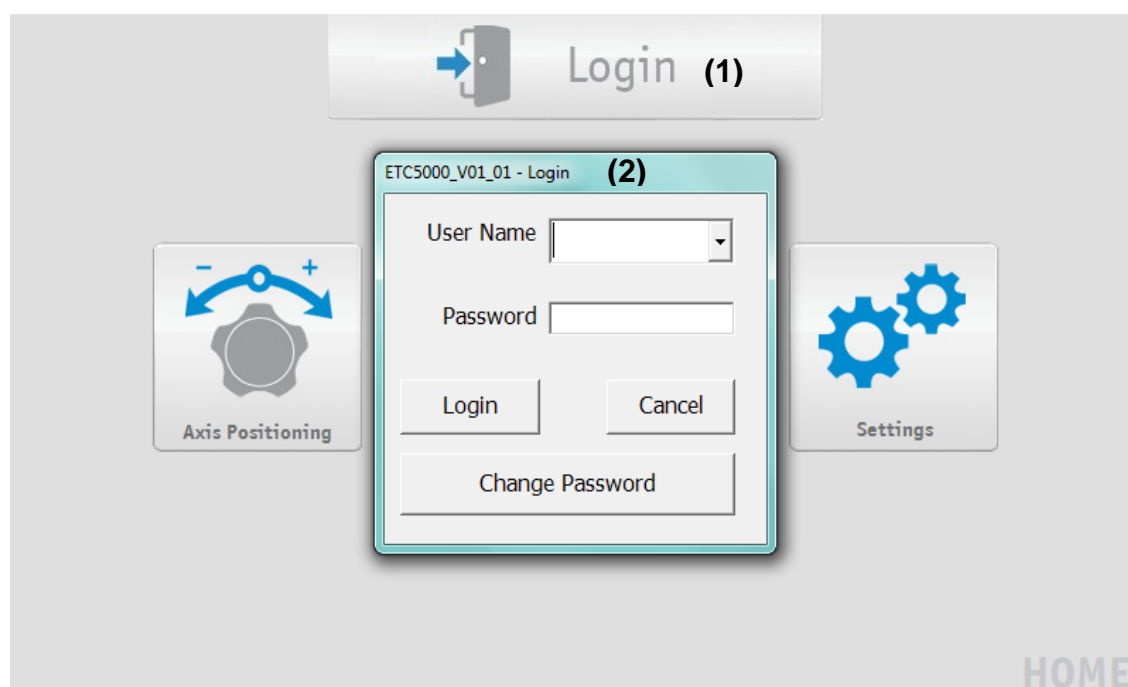 Login (1)
ETC5000_V01_01 - Login (2)
User Name
Password
Login Cancel
Change Password
- +
Axis Positioning
Settings
HOME